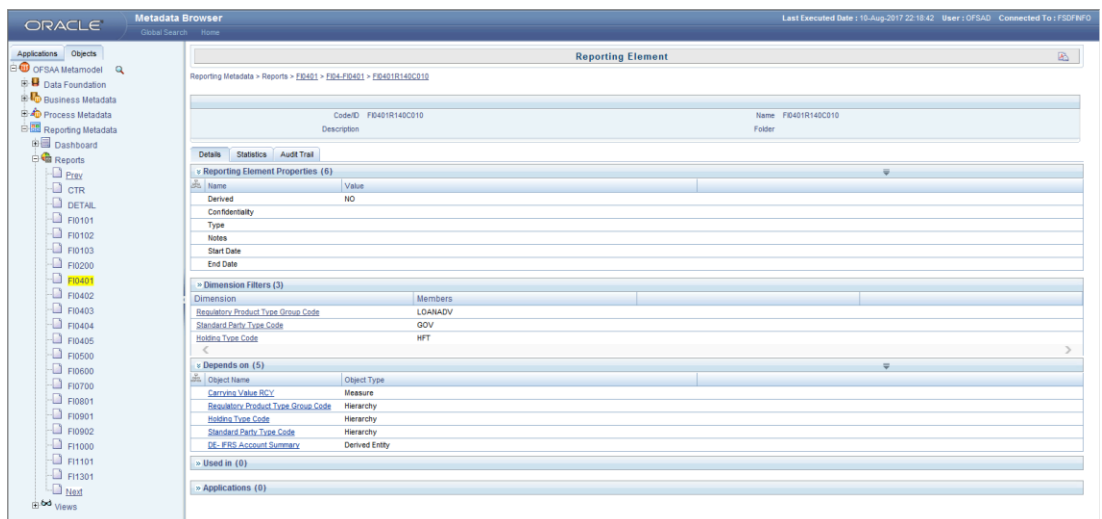 ORACLE
Metadata Browser
Last Executed Date : 10-Aug-2017 22:18:42 User : OFSAD Connected To : FSDFINFO
Global Search Home
Applications Objects
OFSAA Metamodel
Data Foundation
Business Metadata
Process Metadata
Reporting Metadata
Dashboard
Reports
Prev
CTR
DETAIL
FI0101
FI0102
FI0103
FI0200
FI0401
FI0402
FI0403
FI0404
FI0405
FI0500
FI0600
FI0700
FI0801
FI0901
FI0902
FI1000
FI1101
FI1301
Next
Views
Reporting Element
Reporting Metadata > Reports > FI0401 > FI04-FI0401 > FI0401R140C010
Code/ID FI0401R140C010 Name FI0401R140C010
Description Folder
Details Statistics Audit Trail
Reporting Element Properties (6)
Name Value
Derived NO
Confidentiality
Type
Notes
Start Date
End Date
» Dimension Filters (3)
Dimension Members
Regulatory Product Type Group Code LOANADV
Standard Party Type Code GOV
Holding Type Code HFT
Depends on (5)
Object Name Object Type
Carrying Value RCY Measure
Regulatory Product Type Group Code Hierarchy
Holding Type Code Hierarchy
Standard Party Type Code Hierarchy
DE- IFRS Account Summary Derived Entity
» Used in (0)
» Applications (0)